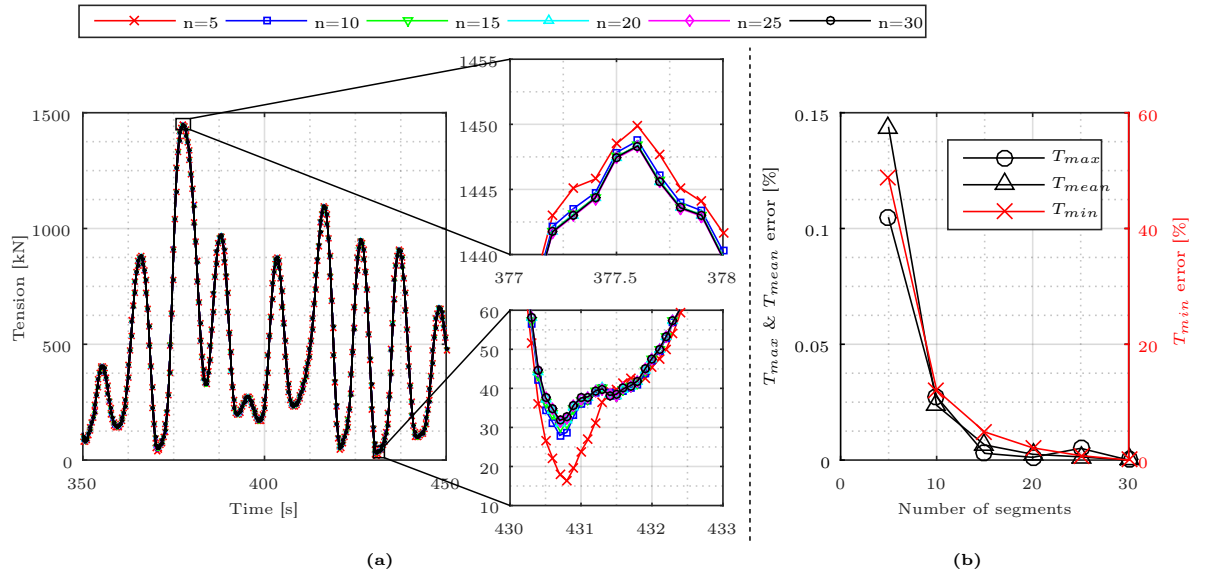 n=5 n=10 n=15 n=20 n=25 n=30
1500
1000
500
0
350 400 450
Tension [kN]
Time [s]
1455
1450
1445
1440
377 377.5 378
60
50
40
30
20
10
430 431 432 433
(a)
0.15
0.1
0.05
0
0 10 20 30
60
40
20
0
T_max & T_mean error [%]
T_min error [%]
Number of segments
T_max
T_mean
T_min
(b)